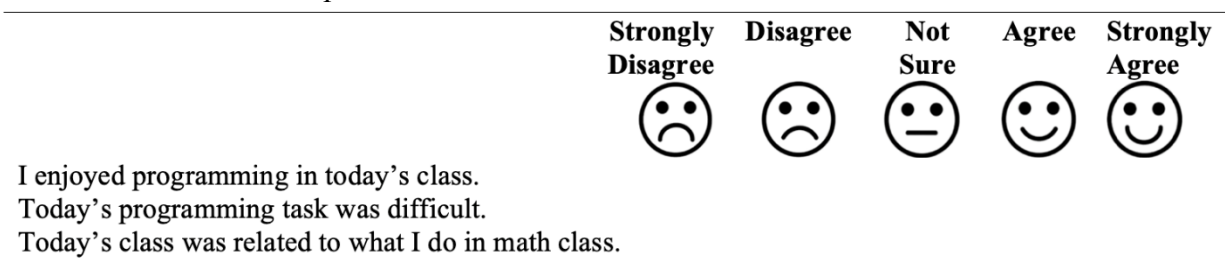 Strongly Disagree Not Agree Strongly
Disagree Sure Agree
I enjoyed programming in today's class.
Today's programming task was difficult.
Today's class was related to what I do in math class.